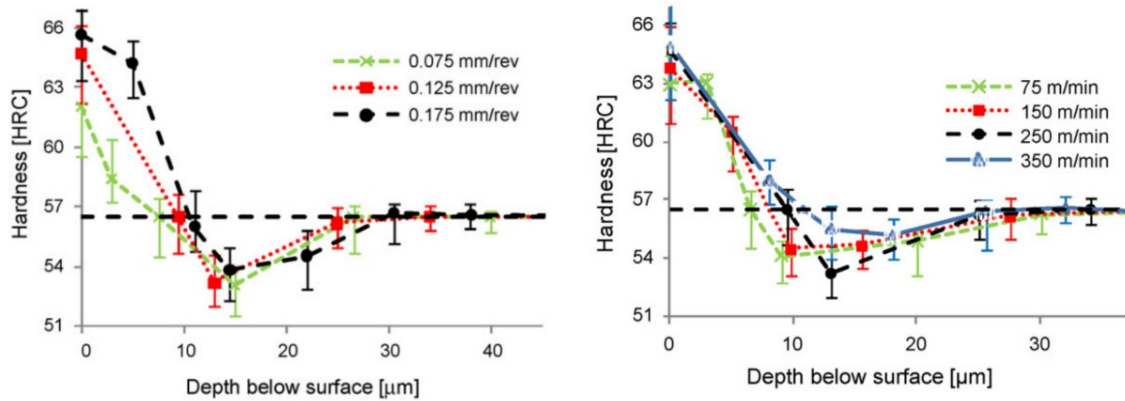 66
63
60
57
54
51
Hardness [HRC]
0 10 20 30 40
Depth below surface [µm]
0.075 mm/rev
0.125 mm/rev
0.175 mm/rev
66
63
60
57
54
51
Hardness [HRC]
0 10 20 30
Depth below surface [µm]
75 m/min
150 m/min
250 m/min
350 m/min